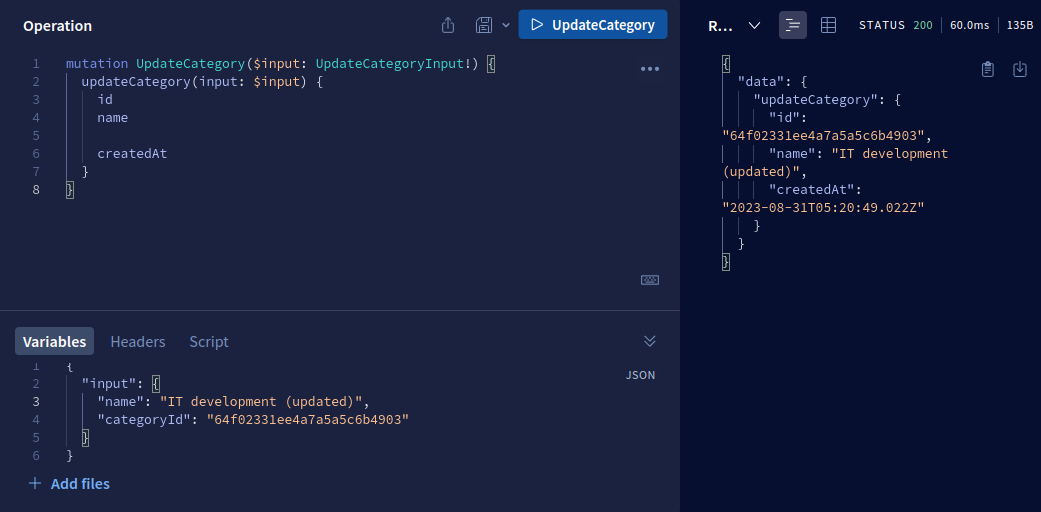 Operation
UpdateCategory
1 mutation UpdateCategory($input: UpdateCategoryInput!) {
2 updateCategory(input: $input) {
3 id
4 name
5
6 createdAt
7 }
8 }
Variables Headers Script
JSON
1 {
2 "input": {
3 "name": "IT development (updated)",
4 "categoryId": "64f02331ee4a7a5a5c6b4903"
5 }
6 }
+ Add files
R... STATUS 200 60.0ms 135B
{
"data": {
"updateCategory": {
"id":
"64f02331ee4a7a5a5c6b4903",
"name": "IT development
(updated)",
"createdAt":
"2023-08-31T05:20:49.022Z"
}
}
}